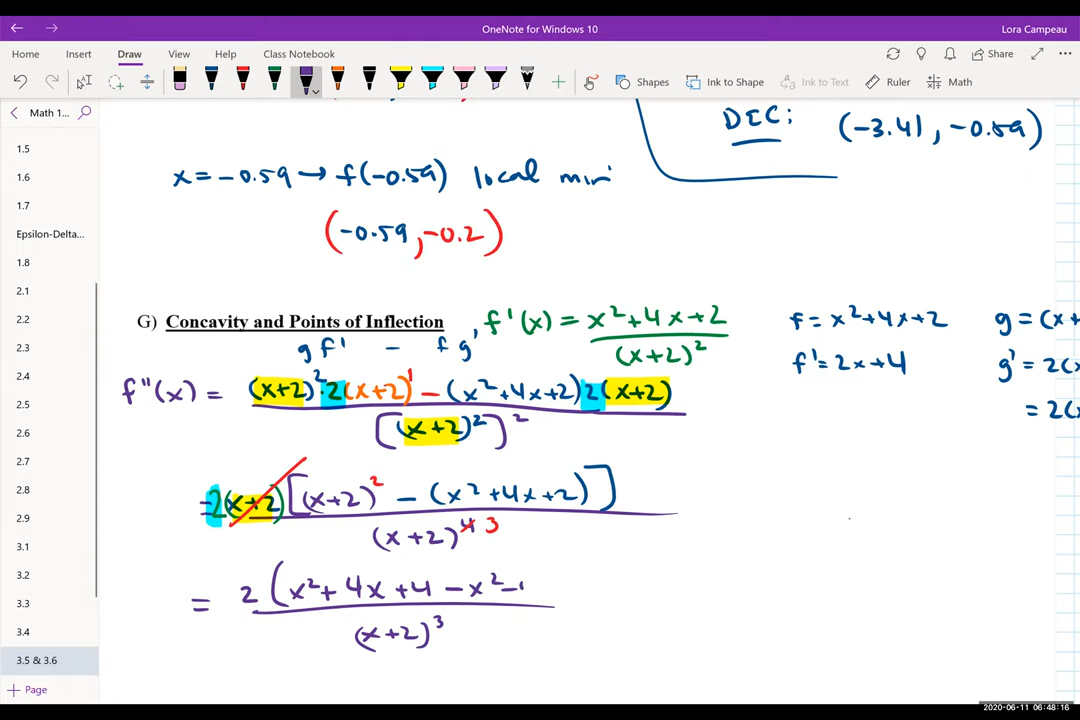 OneNote for Windows 10
Lora Campeau
Home Insert Draw View Help Class Notebook Share
Shapes Ink to Shape Ink to Text Ruler Math
Math 1...
1.5
1.6
1.7
Epsilon-Delta...
1.8
2.1
2.2
2.3
2.4
2.5
2.6
2.7
2.8
2.9
3.1
3.2
3.3
3.4
3.5 & 3.6
Page
DEC: (-3.41, -0.59)
x = -0.59 → f(-0.59) local min
(-0.59, -0.2)
G) Concavity and Points of Inflection f'(x) = x²+4x+2 / (x+2)²
f = x²+4x+2 g = (x+
g f' - f g'
f' = 2x+4 g' = 2(x
= 2(x
f''(x) = (x+2)²·2(x+2)¹ - (x²+4x+2)2(x+2) / [(x+2)²]²
= 2(x+2)[(x+2)² - (x²+4x+2)] / (x+2)⁴ 3
= 2(x²+4x+4-x²- / (x+2)³
2020-06-11 06:48:16